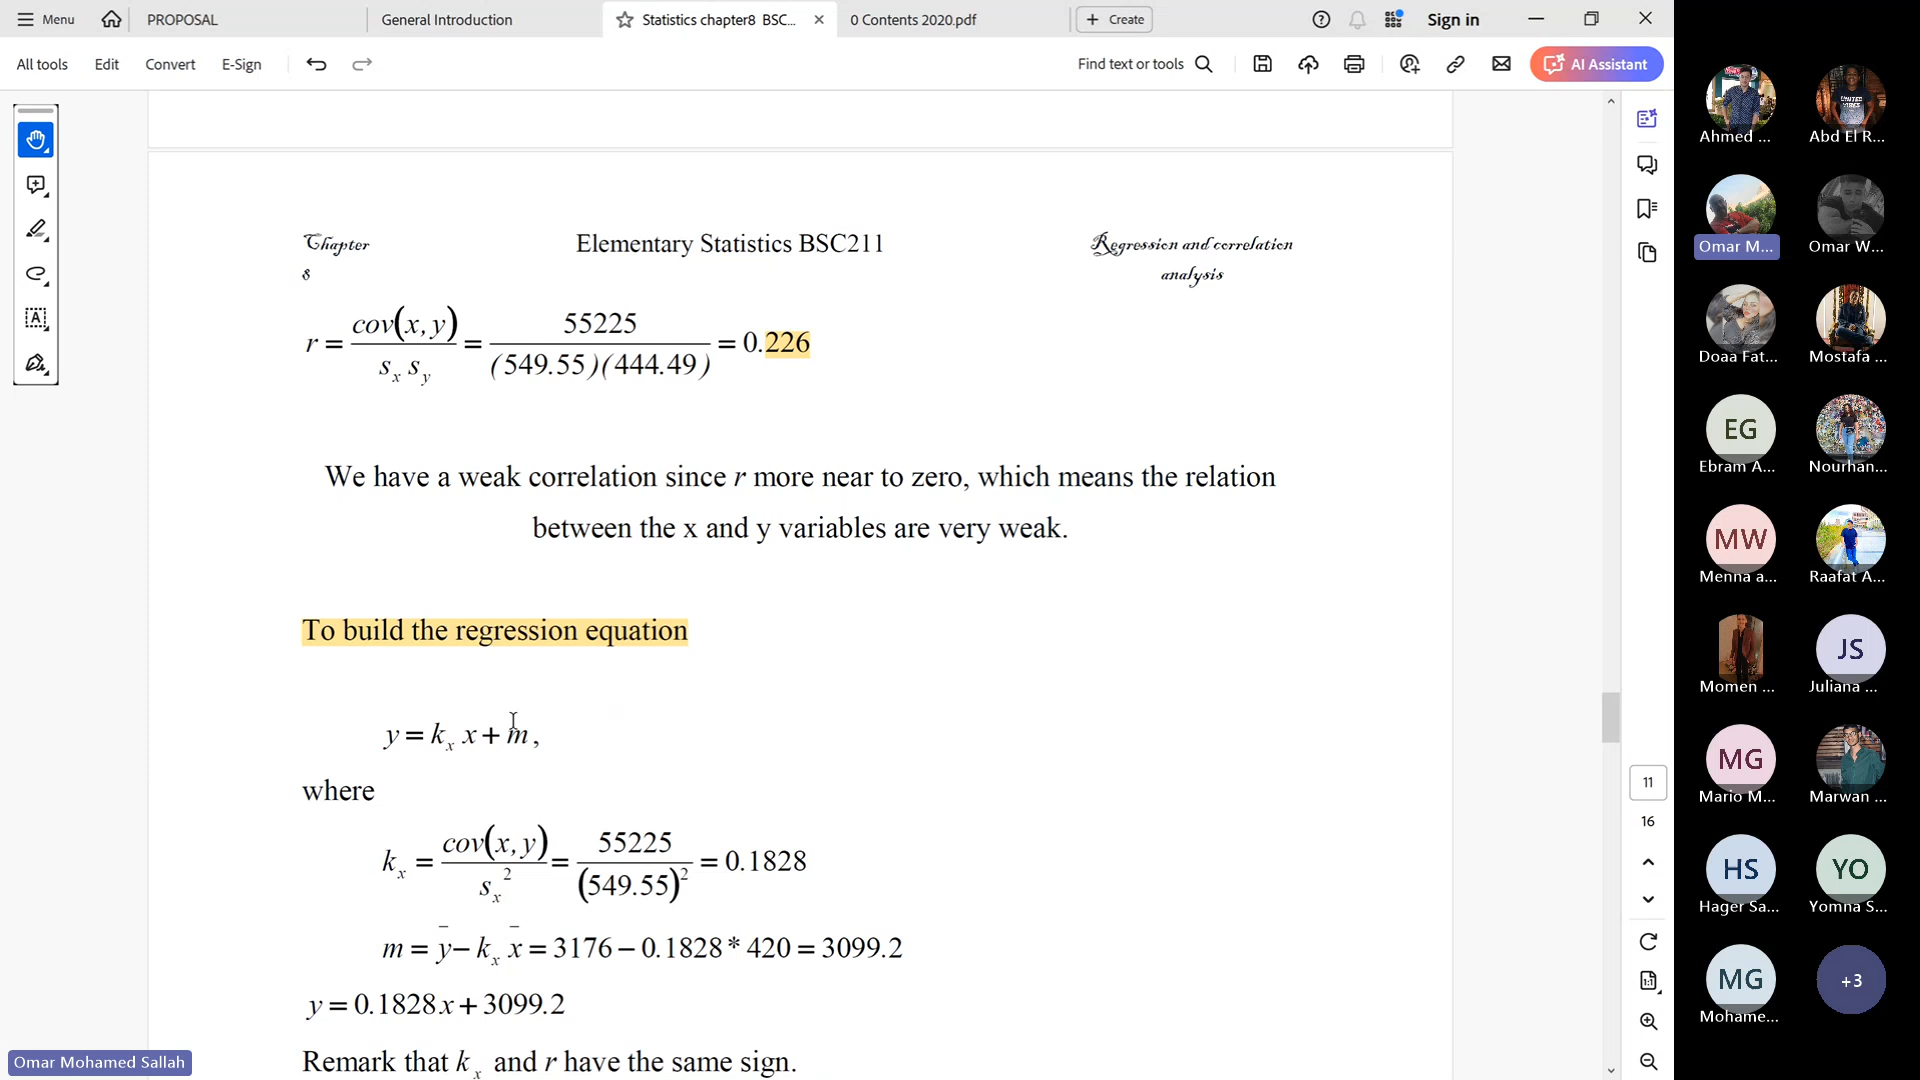 Menu
PROPOSAL
General Introduction
Statistics chapter8 BSC...
0 Contents 2020.pdf
Create
Sign in
All tools
Edit
Convert
E-Sign
Find text or tools
AI Assistant
Chapter
8
Elementary Statistics BSC211
Regression and correlation
analysis
r = cov(x, y) / s_x s_y = 55225 / (549.55)(444.49) = 0.226
We have a weak correlation since r more near to zero, which means the relation
between the x and y variables are very weak.
To build the regression equation
y = k_x x + m,
where
k_x = cov(x, y) / s_x² = 55225 / (549.55)² = 0.1828
m = y̅ − k_x x̅ = 3176 − 0.1828 * 420 = 3099.2
y = 0.1828x + 3099.2
Remark that k_x and r have the same sign.
11
16
1:1
Omar Mohamed Sallah
Ahmed ...
Abd El R...
Omar M...
Omar W...
Doaa Fat...
Mostafa ...
EG
Ebram A...
Nourhan...
MW
Menna a...
Raafat A...
Momen ...
JS
Juliana ...
MG
Mario M...
Marwan ...
HS
Hager Sa...
YO
Yomna S...
MG
Mohame...
+3